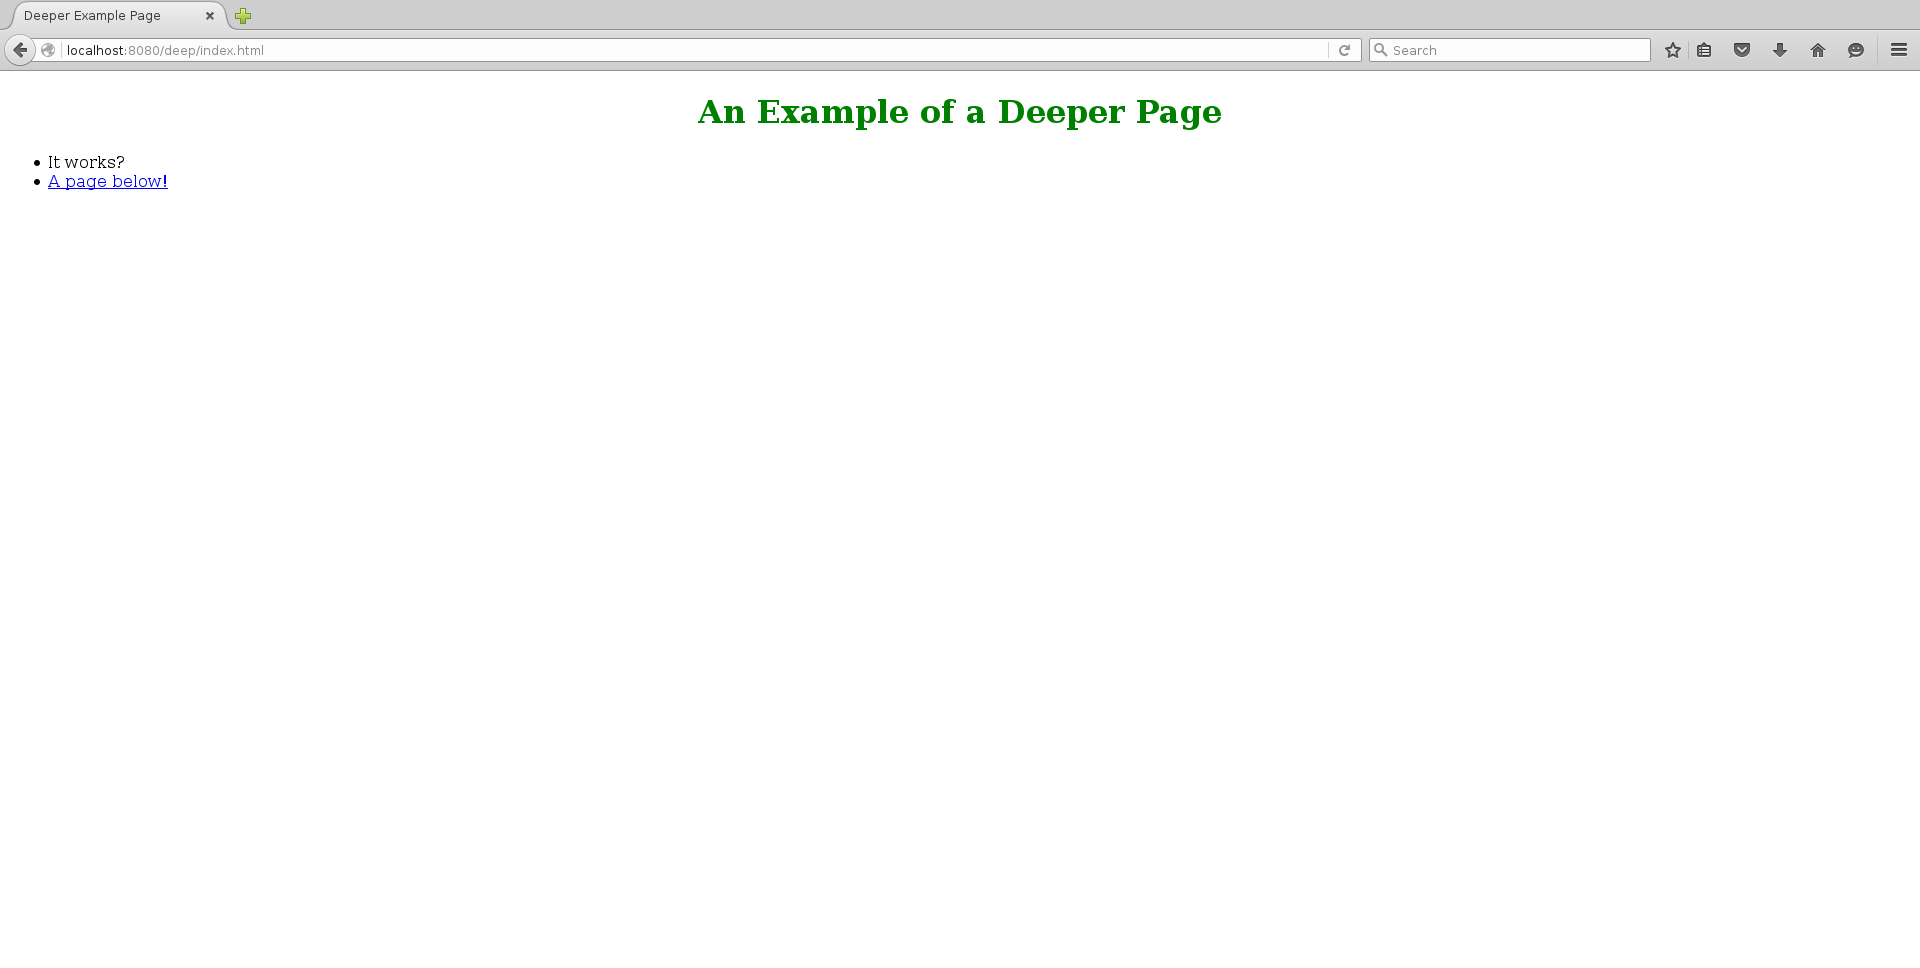 Deeper Example Page
localhost:8080/deep/index.html
Search
An Example of a Deeper Page
It works?
A page below!